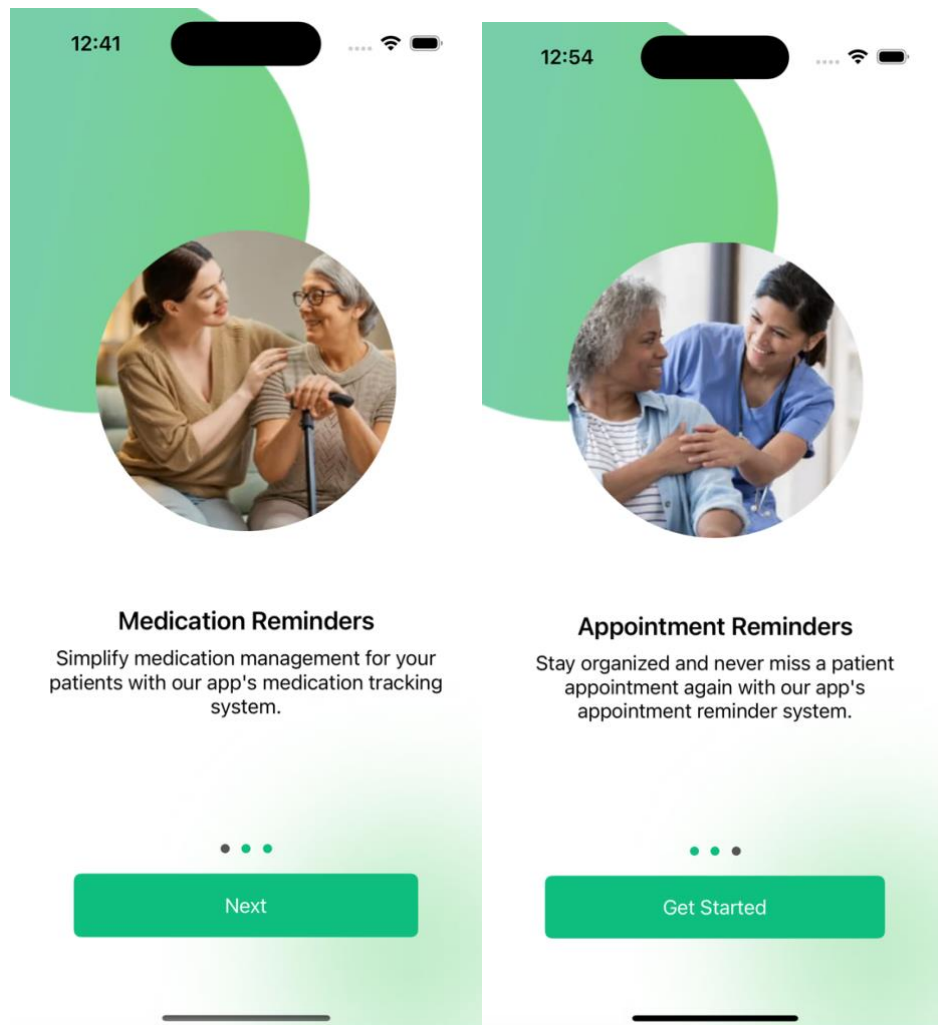 12:41
Medication Reminders
Simplify medication management for your
patients with our app's medication tracking
system.
Next
12:54
Appointment Reminders
Stay organized and never miss a patient
appointment again with our app's
appointment reminder system.
Get Started